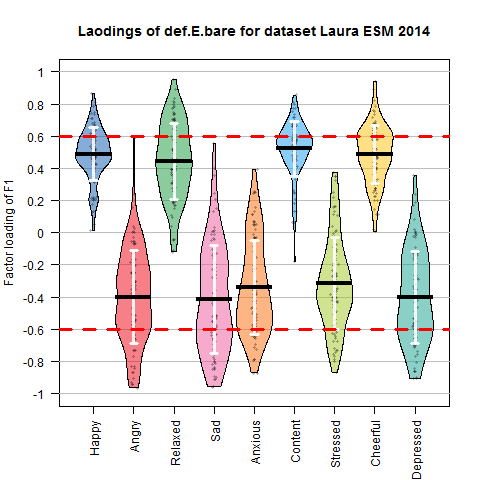 Laodings of def.E.bare for dataset Laura ESM 2014
Factor loading of F1
1
0.8
0.6
0.4
0.2
0
-0.2
-0.4
-0.6
-0.8
-1
Happy
Angry
Relaxed
Sad
Anxious
Content
Stressed
Cheerful
Depressed